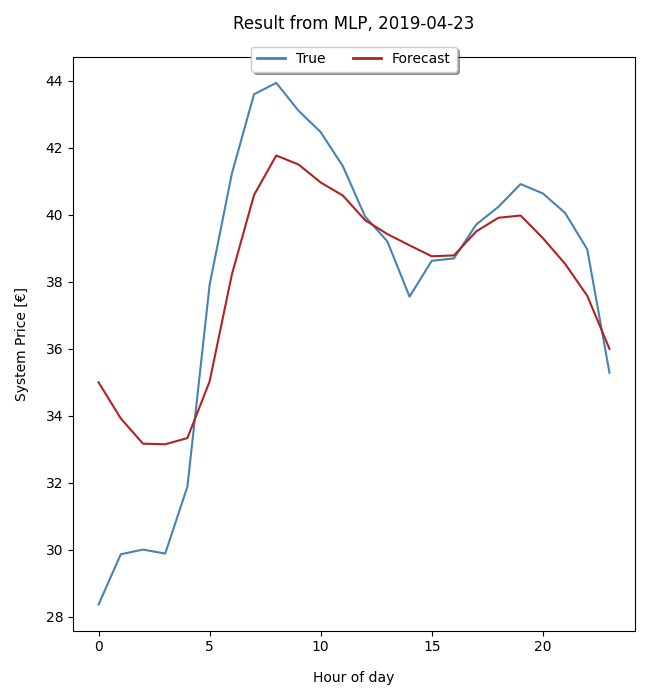 Result from MLP, 2019-04-23
True Forecast
System Price [€]
44
42
40
38
36
34
32
30
28
0 5 10 15 20
Hour of day